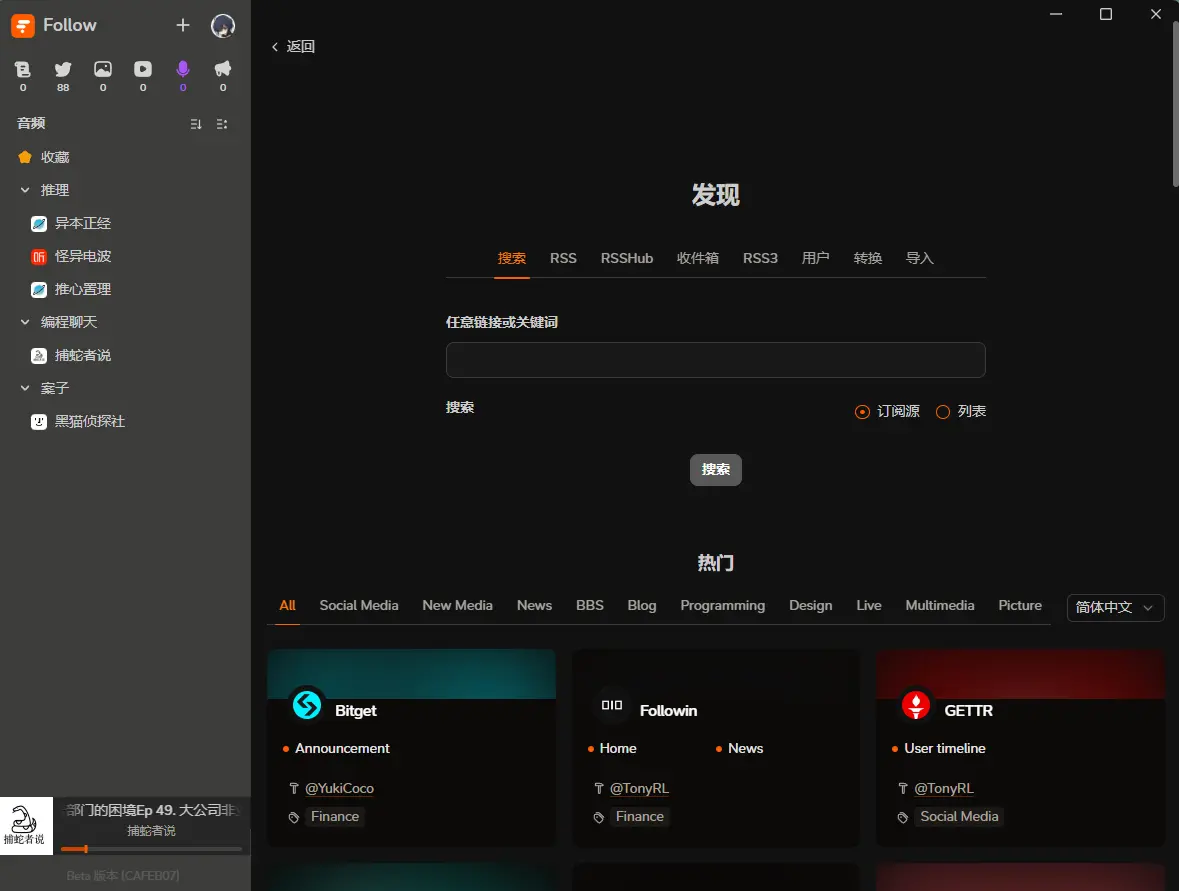 Follow
0 88 0 0 0 0
音频
收藏
推理
异本正经
怪异电波
推心置理
编程聊天
捕蛇者说
案子
黑猫侦探社
捕蛇者说
部门的困境Ep 49. 大公司非
捕蛇者说
Beta 版本 (CAFEB07)
返回
发现
搜索 RSS RSSHub 收件箱 RSS3 用户 转换 导入
任意链接或关键词
搜索 订阅源 列表
搜索
热门
All Social Media New Media News BBS Blog Programming Design Live Multimedia Picture 简体中文
Bitget
Announcement
@YukiCoco
Finance
Followin
Home News
@TonyRL
Finance
GETTR
User timeline
@TonyRL
Social Media